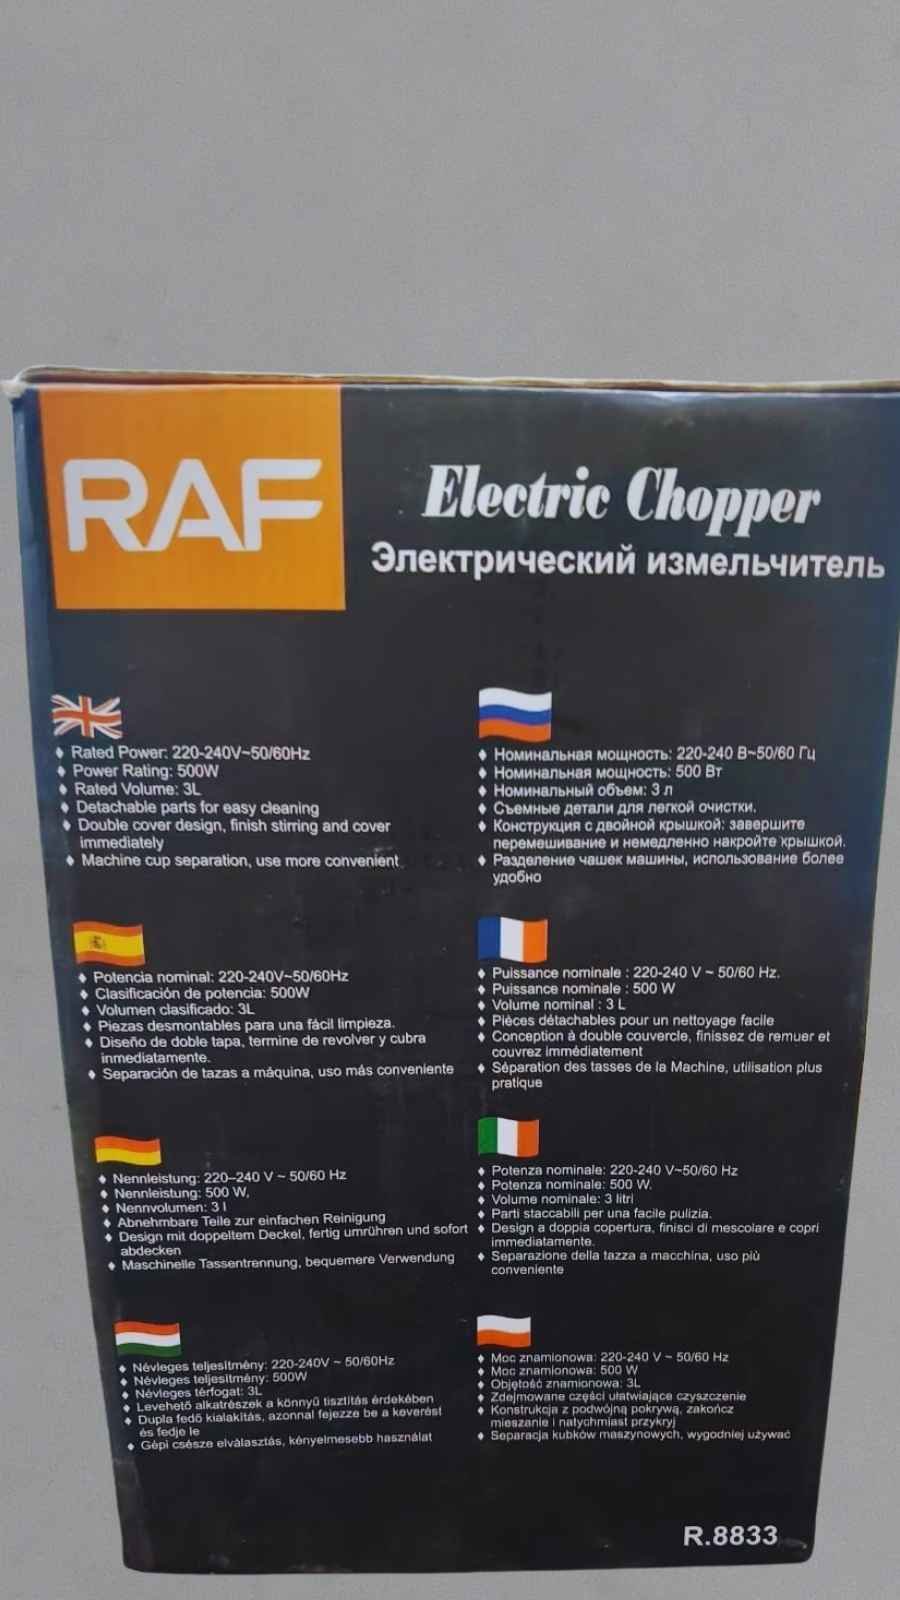 RAF
Electric Chopper
Электрический измельчитель
♦ Rated Power: 220-240V~50/60Hz
♦ Power Rating: 500W
♦ Rated Volume: 3L
♦ Detachable parts for easy cleaning
♦ Double cover design, finish stirring and cover
immediately
♦ Machine cup separation, use more convenient
♦ Номинальная мощность: 220-240 В~50/60 Гц
♦ Номинальная мощность: 500 Вт
♦ Номинальный объем: 3 л
♦ Съемные детали для легкой очистки.
♦ Конструкция с двойной крышкой: завершите
перемешивание и немедленно накройте крышкой.
♦ Разделение чашек машины, использование более
удобно
♦ Potencia nominal: 220-240V~50/60Hz
♦ Clasificación de potencia: 500W
♦ Volumen clasificado: 3L
♦ Piezas desmontables para una fácil limpieza.
♦ Diseño de doble tapa, termine de revolver y cubra
inmediatamente.
♦ Separación de tazas a máquina, uso más conveniente
♦ Puissance nominale : 220-240 V ~ 50/60 Hz.
♦ Puissance nominale : 500 W
♦ Volume nominal : 3 L
♦ Pièces détachables pour un nettoyage facile
♦ Conception à double couvercle, finissez de remuer et
couvrez immédiatement
♦ Séparation des tasses de la Machine, utilisation plus
pratique
♦ Nennleistung: 220–240 V ~ 50/60 Hz
♦ Nennleistung: 500 W.
♦ Nennvolumen: 3 l
♦ Abnehmbare Teile zur einfachen Reinigung
♦ Design mit doppeltem Deckel, fertig umrühren und sofort
abdecken
♦ Maschinelle Tassentrennung, bequemere Verwendung
♦ Potenza nominale: 220-240 V~50/60 Hz
♦ Potenza nominale: 500 W.
♦ Volume nominale: 3 litri
♦ Parti staccabili per una facile pulizia.
♦ Design a doppia copertura, finisci di mescolare e copri
immediatamente.
♦ Separazione della tazza a macchina, uso più
conveniente
♦ Névleges teljesítmény: 220-240V ~ 50/60Hz
♦ Névleges teljesítmény: 500W
♦ Névleges térfogat: 3L
♦ Levehető alkatrészek a könnyű tisztítás érdekében
♦ Dupla fedő kialakítás, azonnal fejezze be a keverést
és fedje le
♦ Gépi csésze elválasztás, kényelmesebb használat
♦ Moc znamionowa: 220-240 V ~ 50/60 Hz
♦ Moc znamionowa: 500 W
♦ Objętość znamionowa: 3L
♦ Zdejmowane części ułatwiające czyszczenie
♦ Konstrukcja z podwójną pokrywą, zakończ
mieszanie i natychmiast przykryj
♦ Separacja kubków maszynowych, wygodniej używać
R.8833